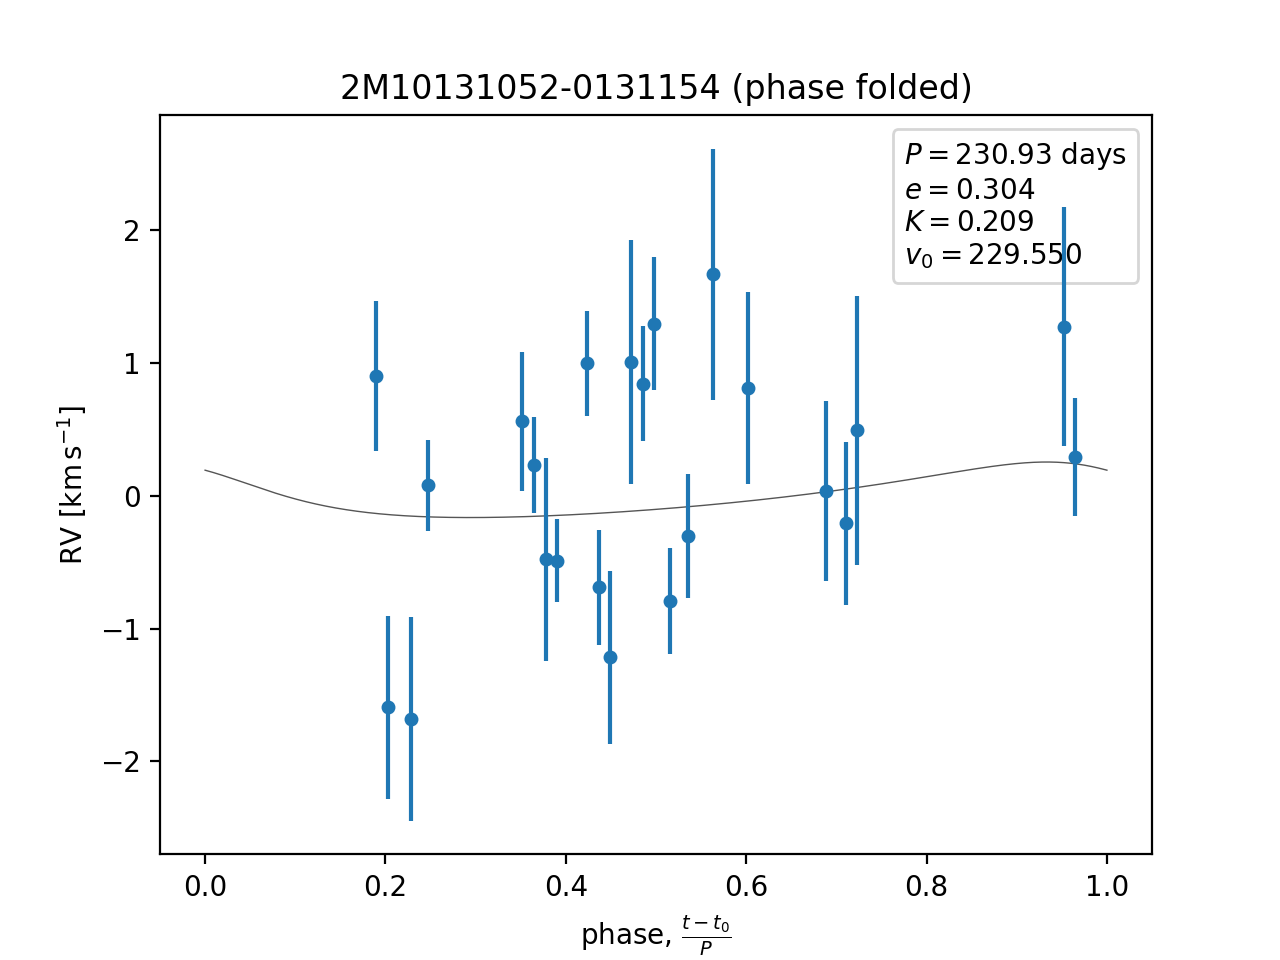 2M10131052-0131154 (phase folded)
P = 230.93 days
e = 0.304
K = 0.209
v₀ = 229.550
2
1
0
−1
−2
RV [km s⁻¹]
0.0 0.2 0.4 0.6 0.8 1.0
phase, (t − t₀)/P